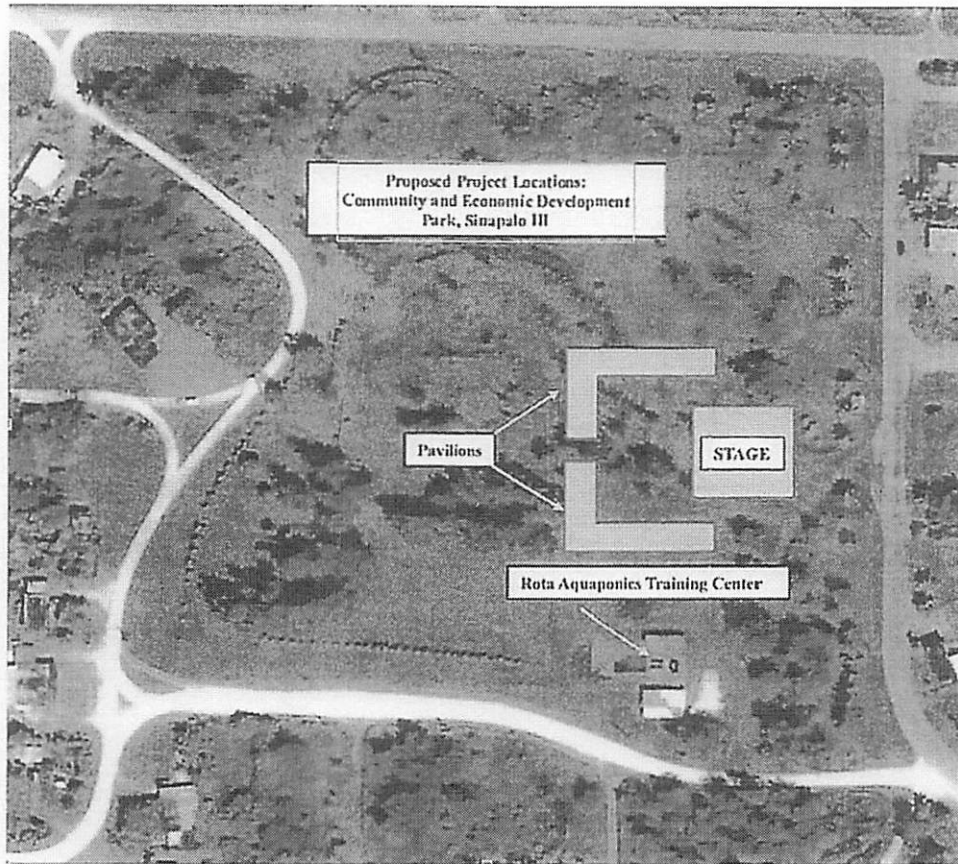 Proposed Project Locations:
Community and Economic Development
Park, Sinapalo III
Pavilions
STAGE
Rota Aquaponics Training Center